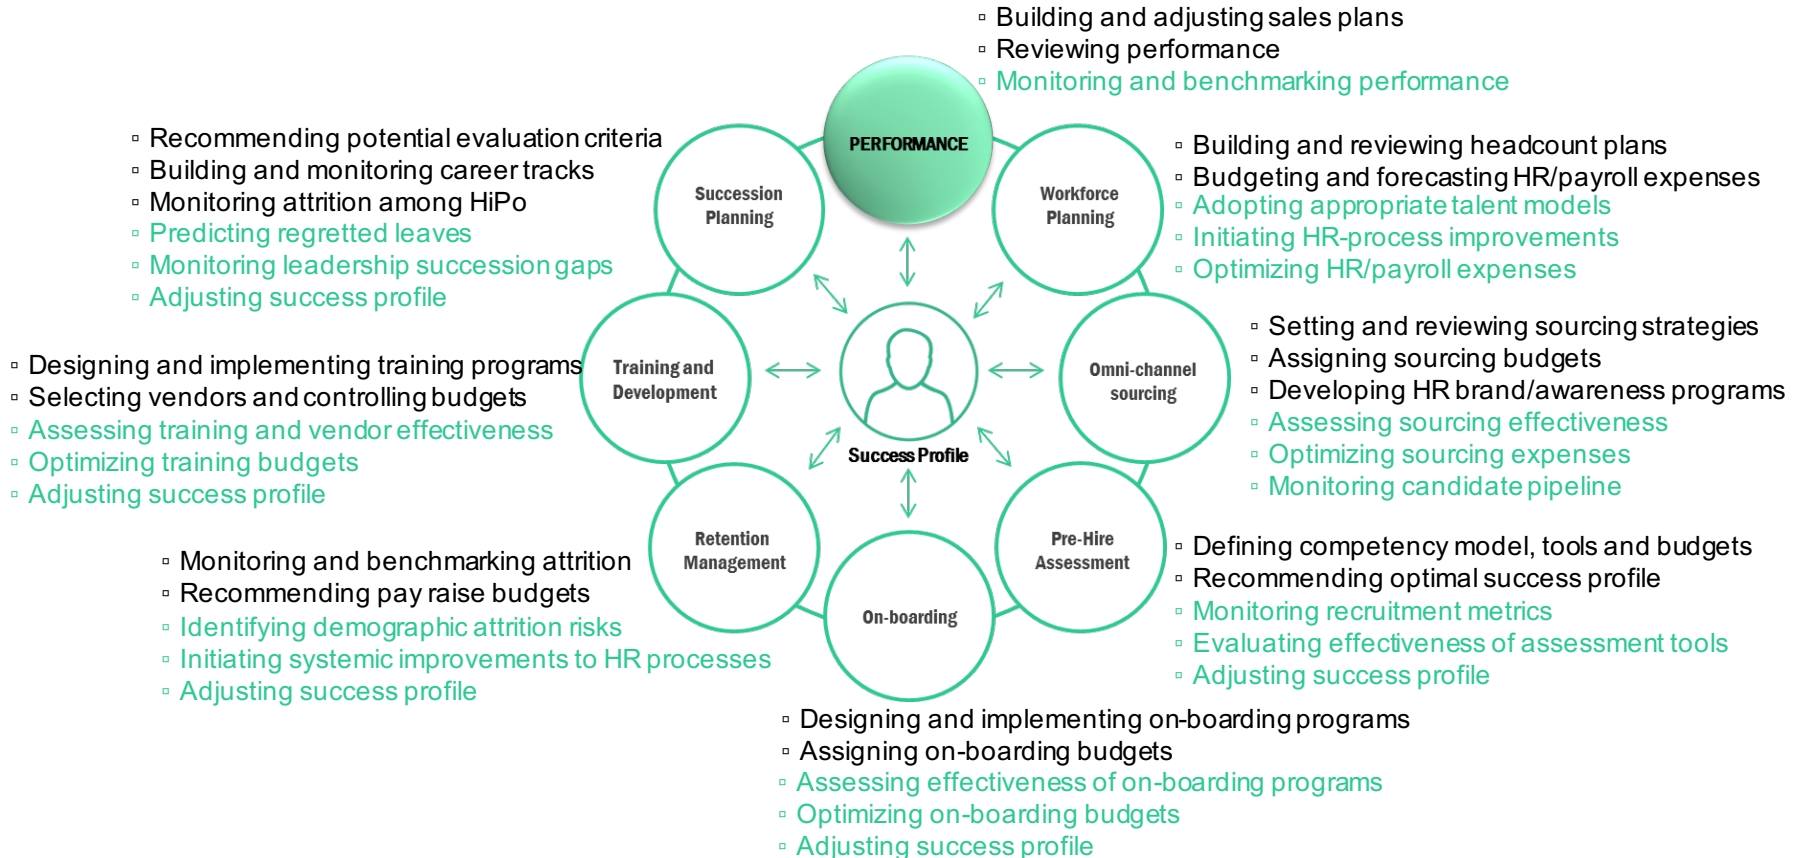 ▫ Building and adjusting sales plans
▫ Reviewing performance
▫ Monitoring and benchmarking performance
PERFORMANCE
▫ Recommending potential evaluation criteria
▫ Building and monitoring career tracks
▫ Monitoring attrition among HiPo
▫ Predicting regretted leaves
▫ Monitoring leadership succession gaps
▫ Adjusting success profile
Succession
Planning
Workforce
Planning
▫ Building and reviewing headcount plans
▫ Budgeting and forecasting HR/payroll expenses
▫ Adopting appropriate talent models
▫ Initiating HR-process improvements
▫ Optimizing HR/payroll expenses
▫ Designing and implementing training programs
▫ Selecting vendors and controlling budgets
▫ Assessing training and vendor effectiveness
▫ Optimizing training budgets
▫ Adjusting success profile
Training and
Development
Success Profile
Omni-channel
sourcing
▫ Setting and reviewing sourcing strategies
▫ Assigning sourcing budgets
▫ Developing HR brand/awareness programs
▫ Assessing sourcing effectiveness
▫ Optimizing sourcing expenses
▫ Monitoring candidate pipeline
▫ Monitoring and benchmarking attrition
▫ Recommending pay raise budgets
▫ Identifying demographic attrition risks
▫ Initiating systemic improvements to HR processes
▫ Adjusting success profile
Retention
Management
On-boarding
Pre-Hire
Assessment
▫ Defining competency model, tools and budgets
▫ Recommending optimal success profile
▫ Monitoring recruitment metrics
▫ Evaluating effectiveness of assessment tools
▫ Adjusting success profile
▫ Designing and implementing on-boarding programs
▫ Assigning on-boarding budgets
▫ Assessing effectiveness of on-boarding programs
▫ Optimizing on-boarding budgets
▫ Adjusting success profile